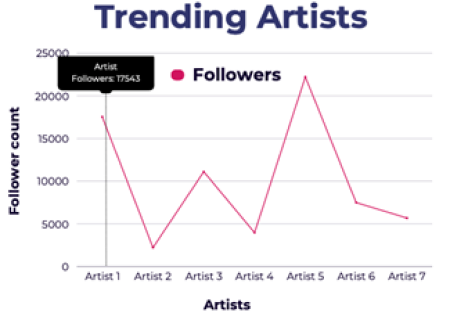 Trending Artists
25000
Artist
Followers: 17543
Followers
20000
15000
10000
5000
0
Follower count
Artist 1 Artist 2 Artist 3 Artist 4 Artist 5 Artist 6 Artist 7
Artists